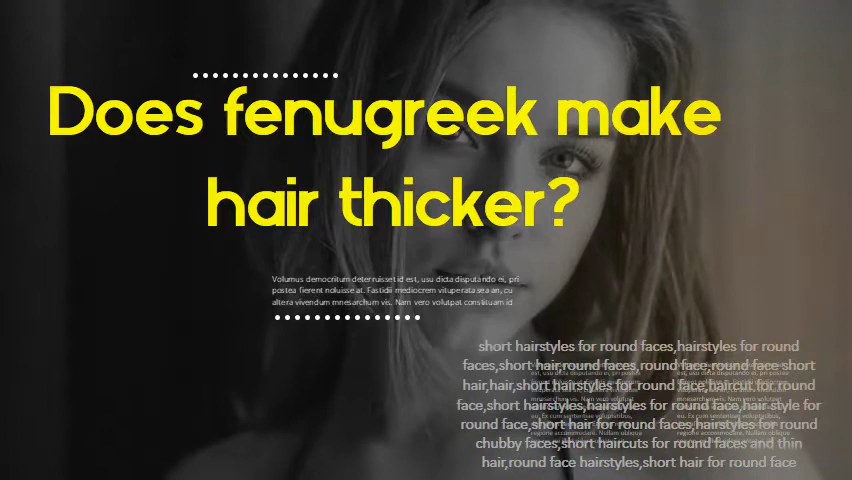 Does fenugreek make
hair thicker?
Volumus democritum deterruisset id est, usu dicta disputando ei, pri
postea fierent noluisse at. Fastidii mediocrem vituperata sea an, cu
altera vivendum mnesarchum vis. Nam vero volutpat constituam id
short hairstyles for round faces,hairstyles for round
faces,short hair,round faces,round face,round face short
hair,hair,short hairstyles for round face,haircut for round
face,short hairstyles,hairstyles for round face,hair style for
round face,short hair for round faces,hairstyles for round
chubby faces,short haircuts for round faces and thin
hair,round face hairstyles,short hair for round face